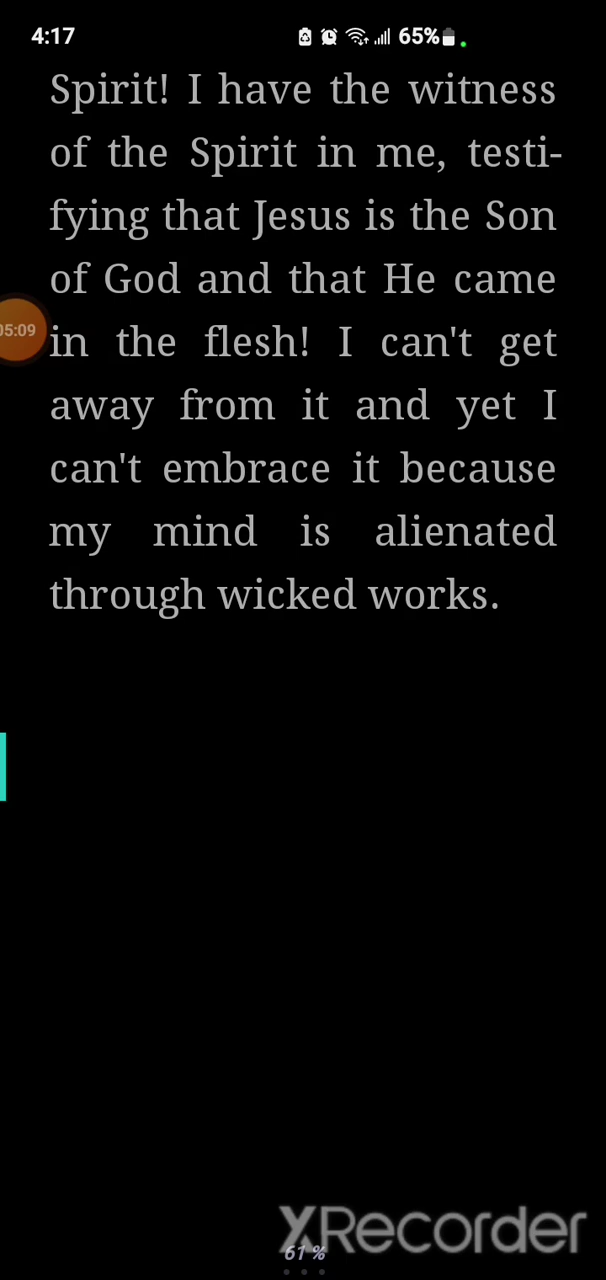 4:17 65%
Spirit! I have the witness
of the Spirit in me, testi-
fying that Jesus is the Son
of God and that He came
05:09
in the flesh! I can't get
away from it and yet I
can't embrace it because
my mind is alienated
through wicked works.
XRecorder
61 %